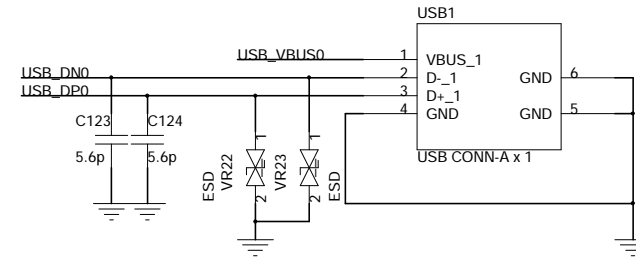 USB1
USB_VBUS0
1
VBUS_1
USB_DN0
2
D-_1
GND
6
USB_DP0
3
D+_1
4
GND
GND
5
C123
C124
5.6p
5.6p
USB CONN-A x 1
1
1
ESD
VR22
VR23
ESD
2
2